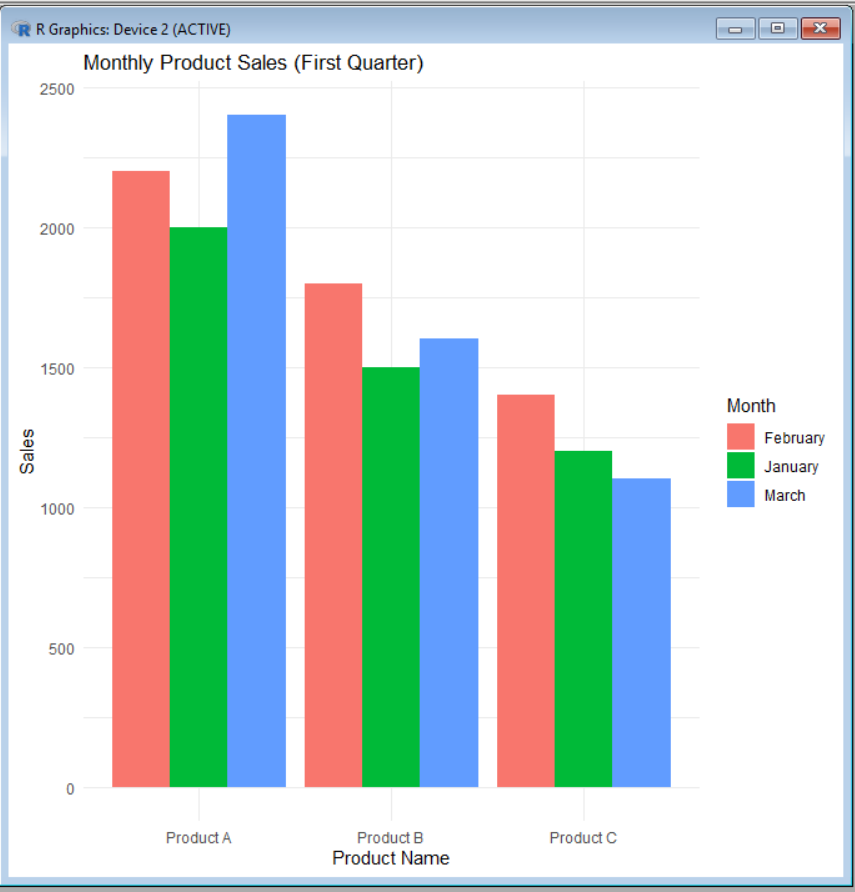 R Graphics: Device 2 (ACTIVE)
Monthly Product Sales (First Quarter)
2500
2000
1500
1000
500
0
Sales
Product A
Product B
Product C
Product Name
Month
February
January
March